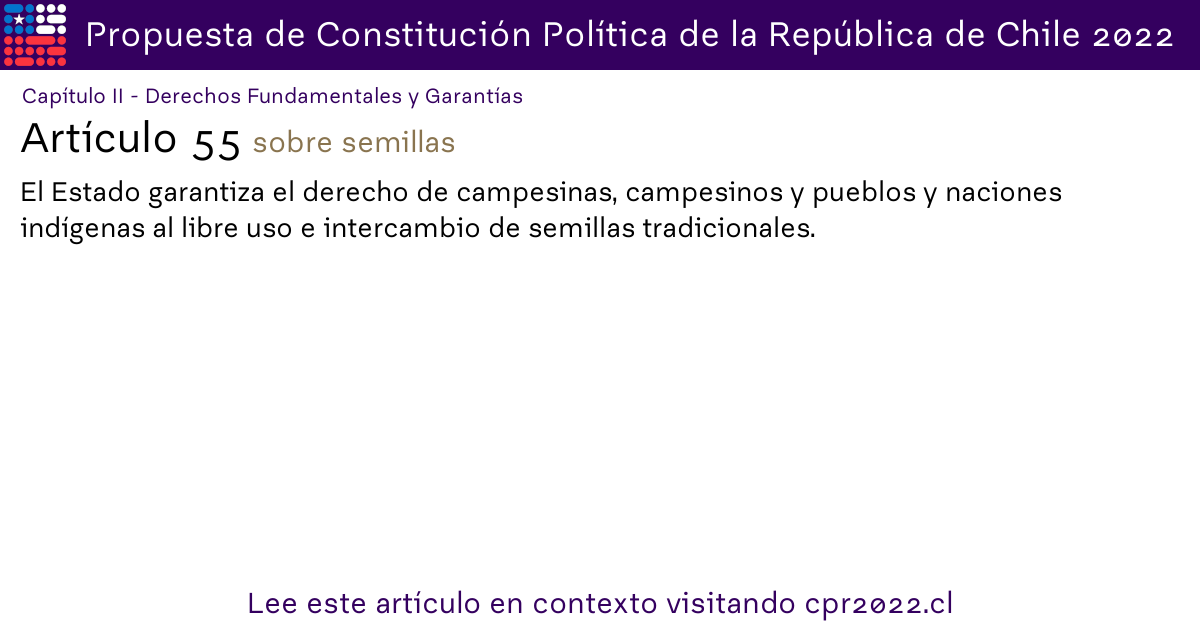 Propuesta de Constitución Política de la República de Chile 2022
Capítulo II - Derechos Fundamentales y Garantías
Artículo 55 sobre semillas
El Estado garantiza el derecho de campesinas, campesinos y pueblos y naciones
indígenas al libre uso e intercambio de semillas tradicionales.
Lee este artículo en contexto visitando cpr2022.cl